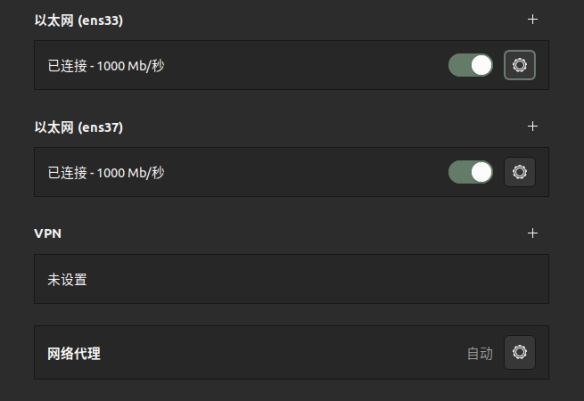 以太网 (ens33)
已连接 - 1000 Mb/秒
以太网 (ens37)
已连接 - 1000 Mb/秒
VPN
未设置
网络代理 自动